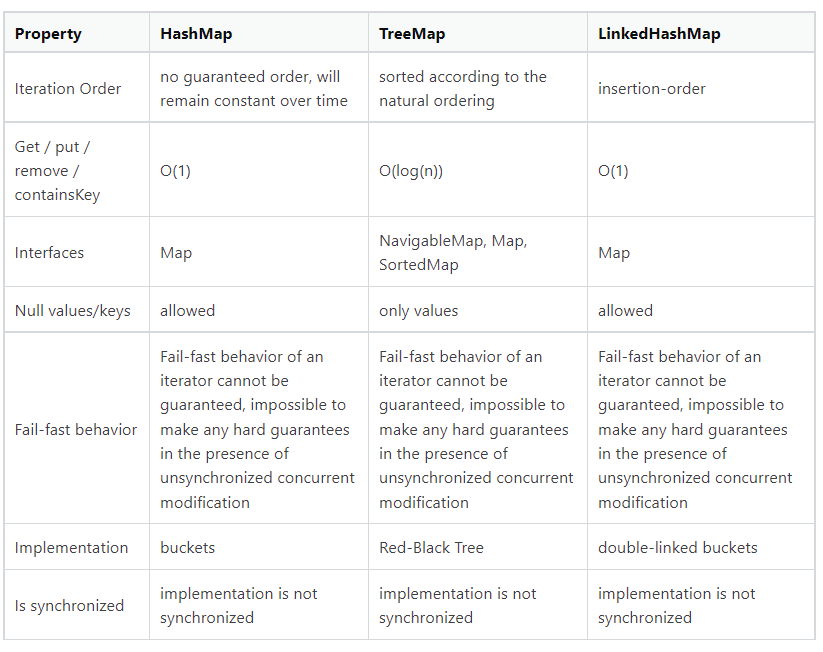 Property HashMap TreeMap LinkedHashMap
Iteration Order
no guaranteed order, will
remain constant over time
sorted according to the
natural ordering
insertion-order
Get / put /
remove /
containsKey
O(1)
O(log(n))
O(1)
Interfaces
Map
NavigableMap, Map,
SortedMap
Map
Null values/keys
allowed
only values
allowed
Fail-fast behavior
Fail-fast behavior of an
iterator cannot be
guaranteed, impossible to
make any hard guarantees
in the presence of
unsynchronized concurrent
modification
Fail-fast behavior of an
iterator cannot be
guaranteed, impossible to
make any hard guarantees
in the presence of
unsynchronized concurrent
modification
Fail-fast behavior of an
iterator cannot be
guaranteed, impossible to
make any hard guarantees
in the presence of
unsynchronized concurrent
modification
Implementation
buckets
Red-Black Tree
double-linked buckets
Is synchronized
implementation is not
synchronized
implementation is not
synchronized
implementation is not
synchronized